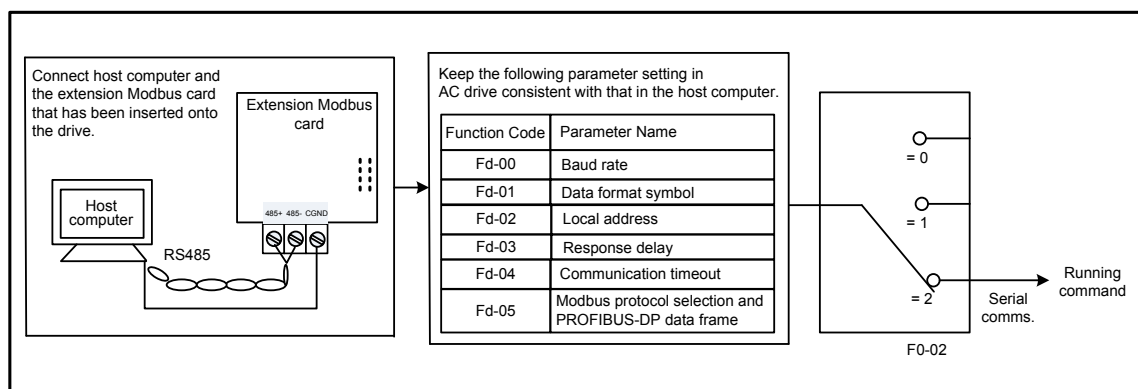 Connect host computer and
the extension Modbus card
that has been inserted onto
the drive.
Extension Modbus
card
Host
computer
485+ 485- CGND
RS485
Keep the following parameter setting in
AC drive consistent with that in the host computer.
Function Code Parameter Name
Fd-00 Baud rate
Fd-01 Data format symbol
Fd-02 Local address
Fd-03 Response delay
Fd-04 Communication timeout
Fd-05 Modbus protocol selection and
PROFIBUS-DP data frame
= 0
= 1
= 2
F0-02
Serial
comms.
Running
command